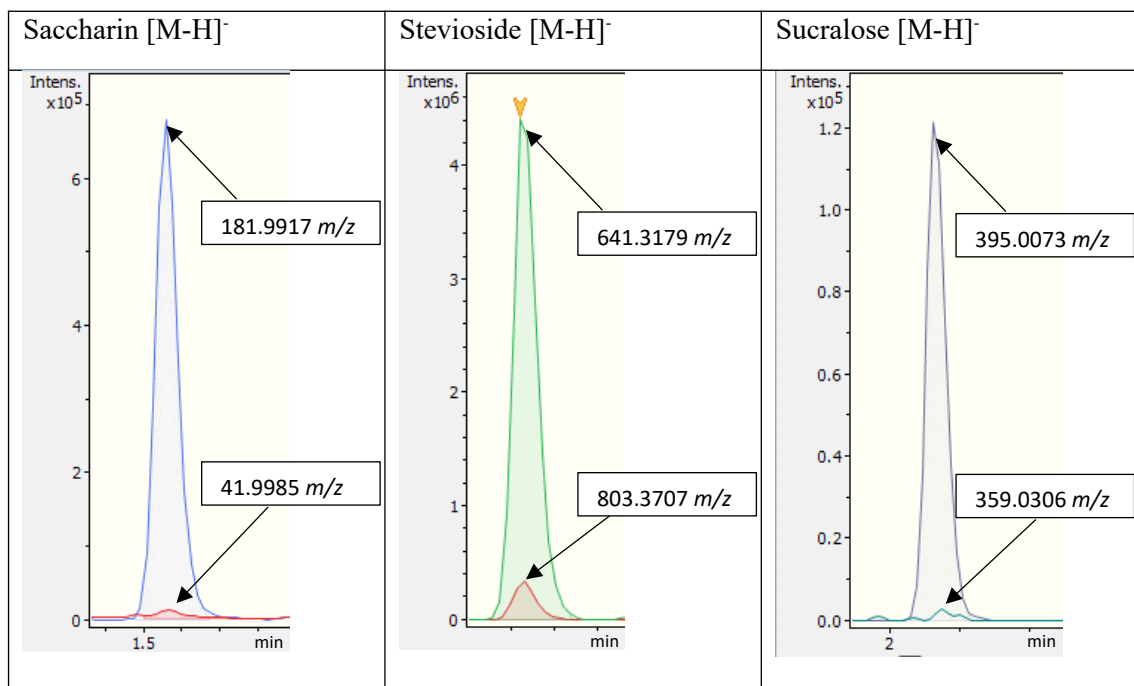 Saccharin [M-H]-
Stevioside [M-H]-
Sucralose [M-H]-
Intens.
x10^5
6
4
2
0
1.5
min
181.9917 m/z
41.9985 m/z
Intens.
x10^6
4
3
2
1
0
min
641.3179 m/z
803.3707 m/z
Intens.
x10^5
1.2
1.0
0.8
0.6
0.4
0.2
0.0
2
min
395.0073 m/z
359.0306 m/z